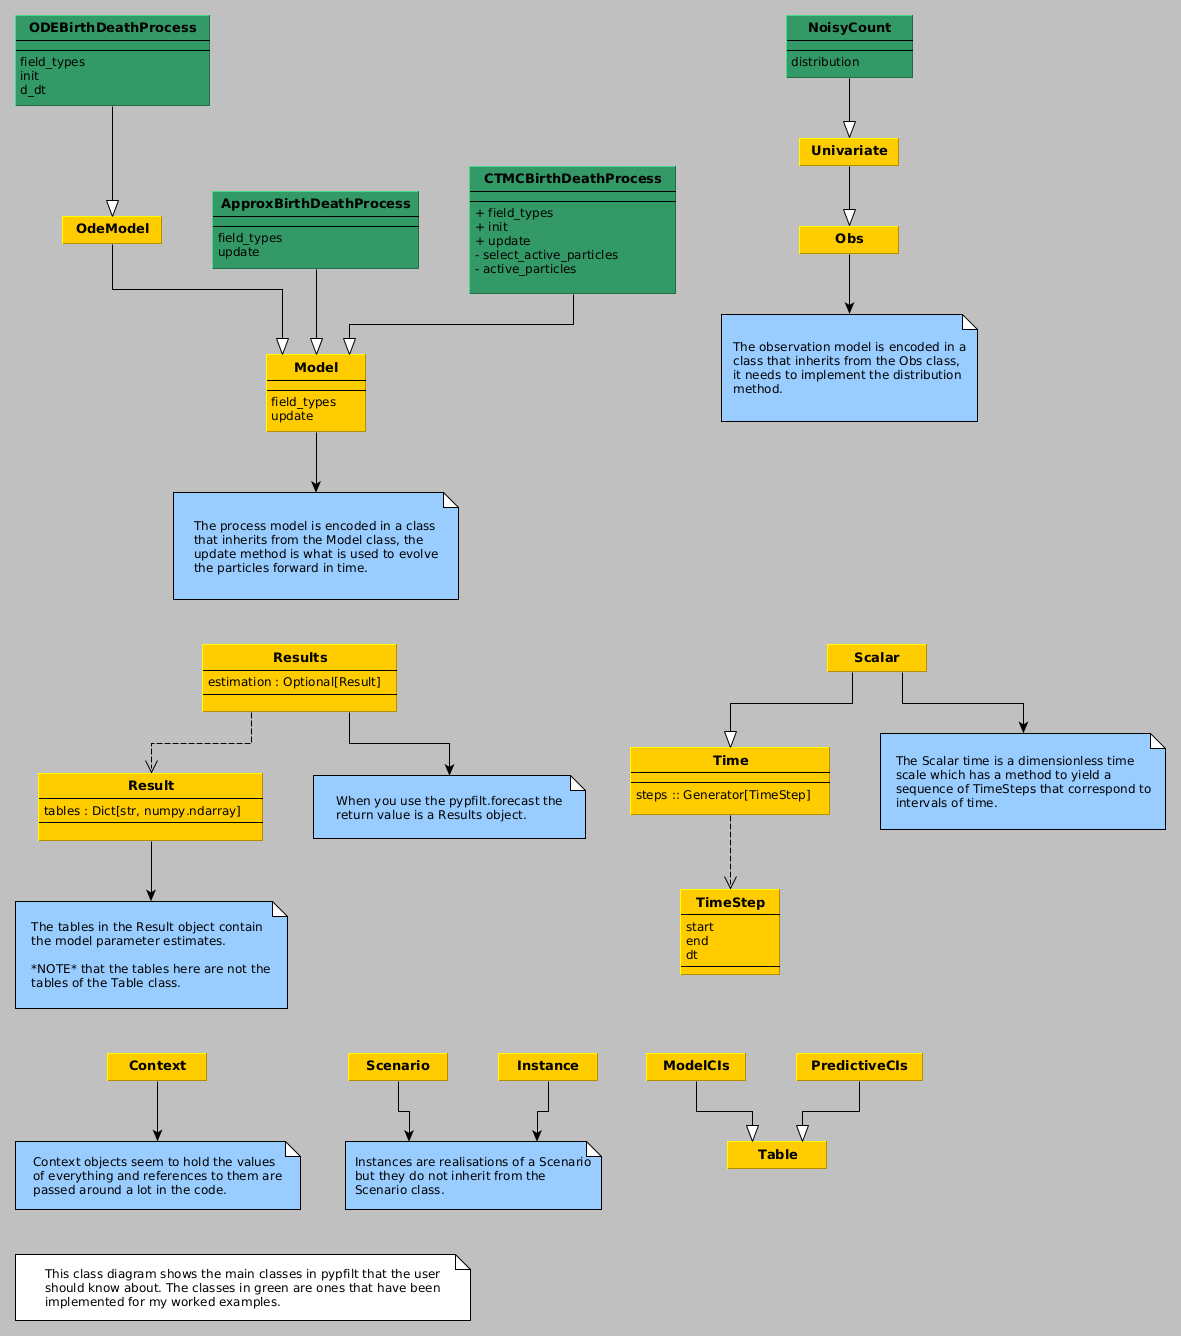 ODEBirthDeathProcess
field_types
init
d_dt
NoisyCount
distribution
Univariate
CTMCBirthDeathProcess
+ field_types
+ init
+ update
- select_active_particles
- active_particles
ApproxBirthDeathProcess
field_types
update
OdeModel
Obs
The observation model is encoded in a
class that inherits from the Obs class,
it needs to implement the distribution
method.
Model
field_types
update
The process model is encoded in a class
that inherits from the Model class, the
update method is what is used to evolve
the particles forward in time.
Results
estimation : Optional[Result]
Scalar
Result
tables : Dict[str, numpy.ndarray]
When you use the pypfilt.forecast the
return value is a Results object.
Time
steps :: Generator[TimeStep]
The Scalar time is a dimensionless time
scale which has a method to yield a
sequence of TimeSteps that correspond to
intervals of time.
TimeStep
start
end
dt
The tables in the Result object contain
the model parameter estimates.
*NOTE* that the tables here are not the
tables of the Table class.
Context
Scenario
Instance
ModelCIs
PredictiveCIs
Context objects seem to hold the values
of everything and references to them are
passed around a lot in the code.
Instances are realisations of a Scenario
but they do not inherit from the
Scenario class.
Table
This class diagram shows the main classes in pypfilt that the user
should know about. The classes in green are ones that have been
implemented for my worked examples.